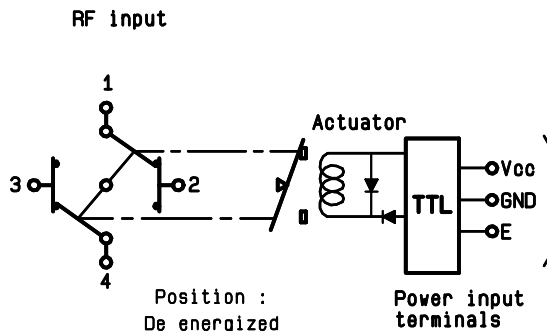 RF input
1
Actuator
3
2
TTL
Vcc
GND
E
4
Position :
De energized
Power input
terminals